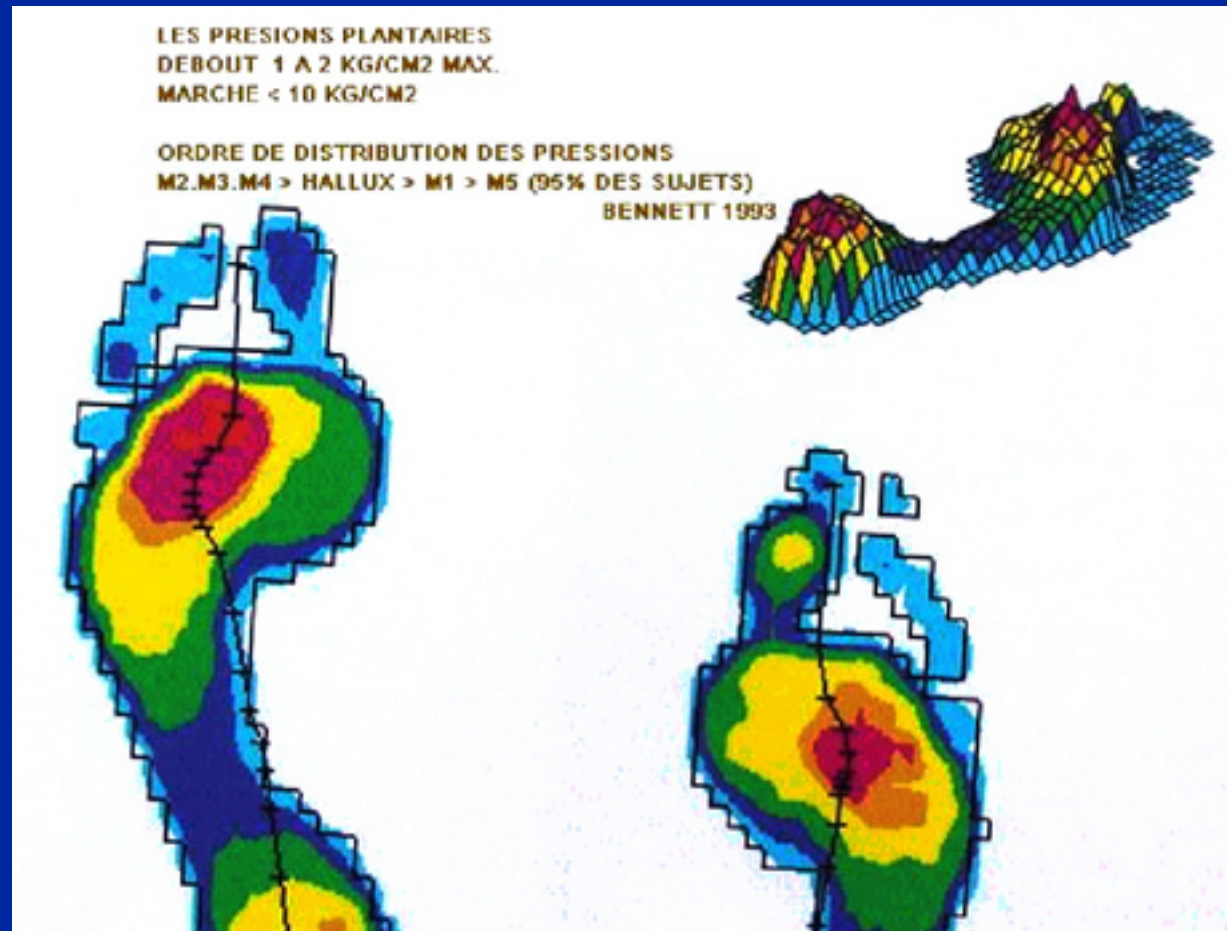 LES PRESIONS PLANTAIRES
DEBOUT 1 A 2 KG/CM2 MAX.
MARCHE < 10 KG/CM2
ORDRE DE DISTRIBUTION DES PRESSIONS
M2.M3.M4 > HALLUX > M1 > M5 (95% DES SUJETS)
BENNETT 1993